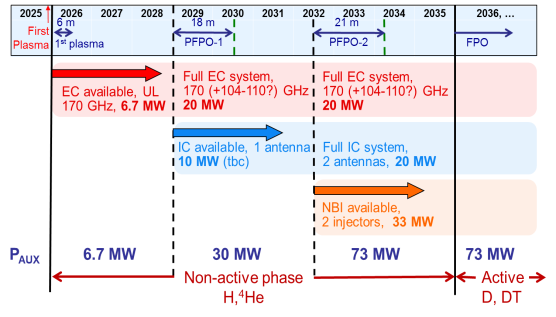 2025 2026 2027 2028 2029 2030 2031 2032 2033 2034 2035 2036, ...
First
Plasma
6 m
1st plasma
18 m
PFPO-1
21 m
PFPO-2
FPO
EC available, UL
170 GHz, 6.7 MW
Full EC system,
170 (+104-110?) GHz
20 MW
Full EC system,
170 (+104-110?) GHz
20 MW
IC available, 1 antenna
10 MW (tbc)
Full IC system,
2 antennas, 20 MW
NBI available,
2 injectors, 33 MW
PAUX 6.7 MW 30 MW 73 MW 73 MW
Non-active phase
H,⁴He
Active
D, DT